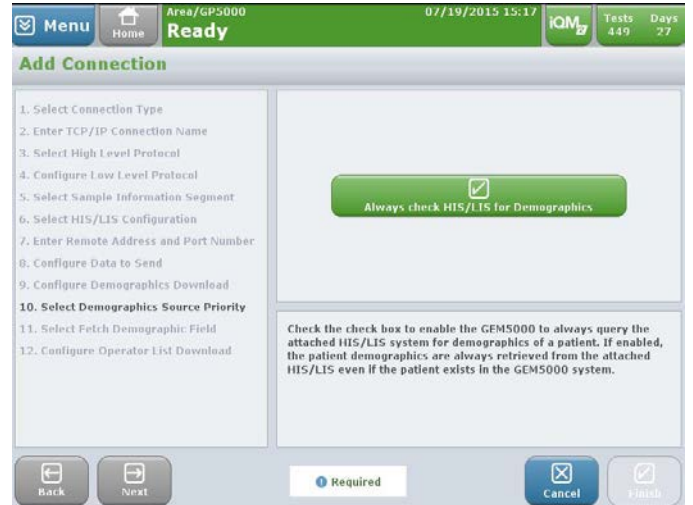 Menu
Home
Area/GP5000
Ready
07/19/2015 15:17
iQM2
Tests Days
449 27
Add Connection
1. Select Connection Type
2. Enter TCP/IP Connection Name
3. Select High Level Protocol
4. Configure Low Level Protocol
5. Select Sample Information Segment
6. Select HIS/LIS Configuration
7. Enter Remote Address and Port Number
8. Configure Data to Send
9. Configure Demographics Download
10. Select Demographics Source Priority
11. Select Fetch Demographic Field
12. Configure Operator List Download
Always check HIS/LIS for Demographics
Check the check box to enable the GEM5000 to always query the
attached HIS/LIS system for demographics of a patient. If enabled,
the patient demographics are always retrieved from the attached
HIS/LIS even if the patient exists in the GEM5000 system.
Back
Next
Required
Cancel
Finish